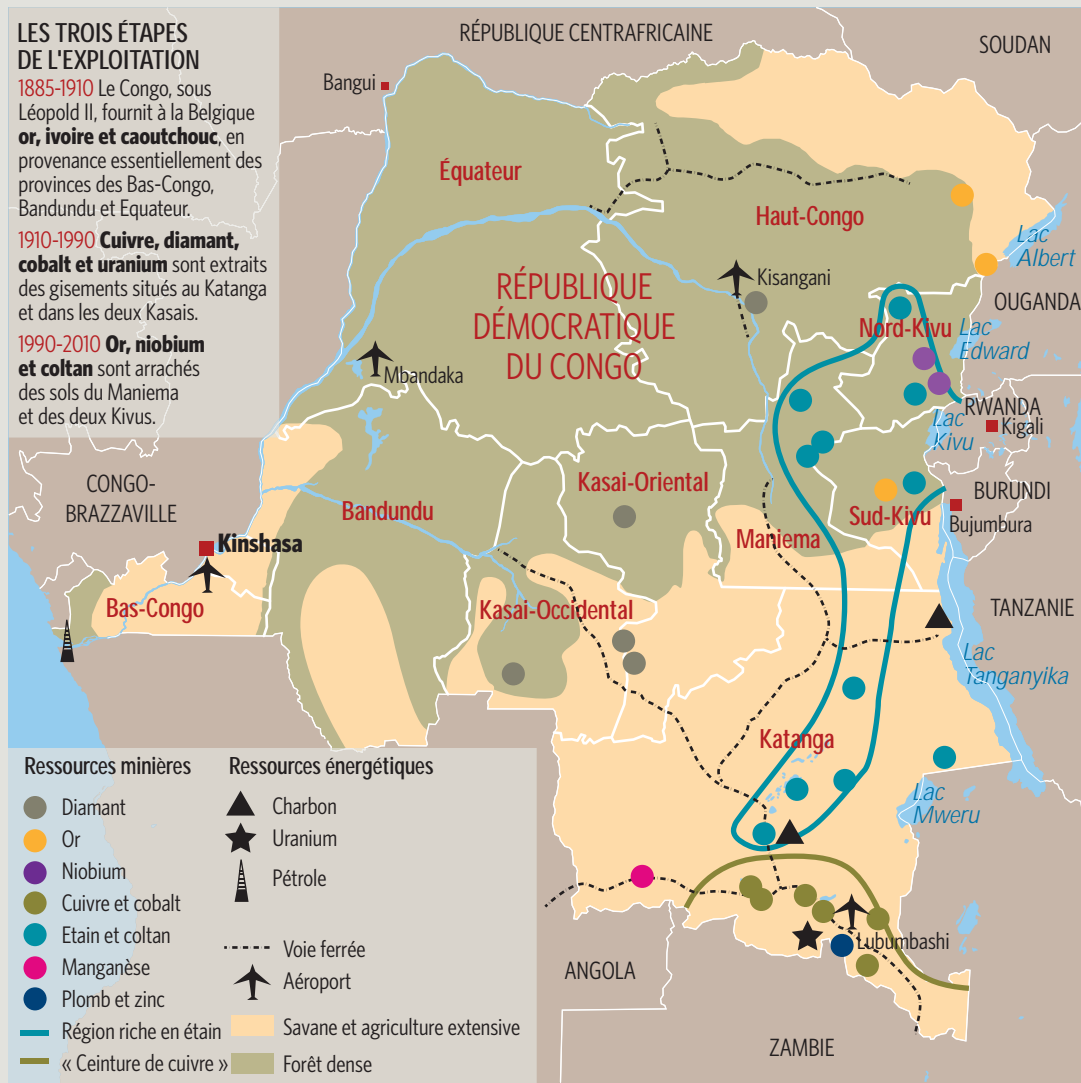 LES TROIS ÉTAPES
DE L'EXPLOITATION
1885-1910 Le Congo, sous
Léopold II, fournit à la Belgique
or, ivoire et caoutchouc, en
provenance essentiellement des
provinces des Bas-Congo,
Bandundu et Equateur.
1910-1990 Cuivre, diamant,
cobalt et uranium sont extraits
des gisements situés au Katanga
et dans les deux Kasais.
1990-2010 Or, niobium
et coltan sont arrachés
des sols du Maniema
et des deux Kivus.
RÉPUBLIQUE CENTRAFRICAINE
SOUDAN
Bangui
Équateur
Haut-Congo
Lac
Albert
Kisangani
RÉPUBLIQUE
DÉMOCRATIQUE
DU CONGO
OUGANDA
Nord-Kivu
Lac
Edward
Mbandaka
RWANDA
Kigali
Lac
Kivu
CONGO-
BRAZZAVILLE
Kasai-Oriental
Bandundu
BURUNDI
Bujumbura
Sud-Kivu
Maniema
Kinshasa
Bas-Congo
Kasai-Occidental
TANZANIE
Lac
Tanganyika
Katanga
Lac
Mweru
Lubumbashi
ANGOLA
ZAMBIE
Ressources minières
Diamant
Or
Niobium
Cuivre et cobalt
Etain et coltan
Manganèse
Plomb et zinc
Région riche en étain
« Ceinture de cuivre »
Ressources énergétiques
Charbon
Uranium
Pétrole
Voie ferrée
Aéroport
Savane et agriculture extensive
Forêt dense